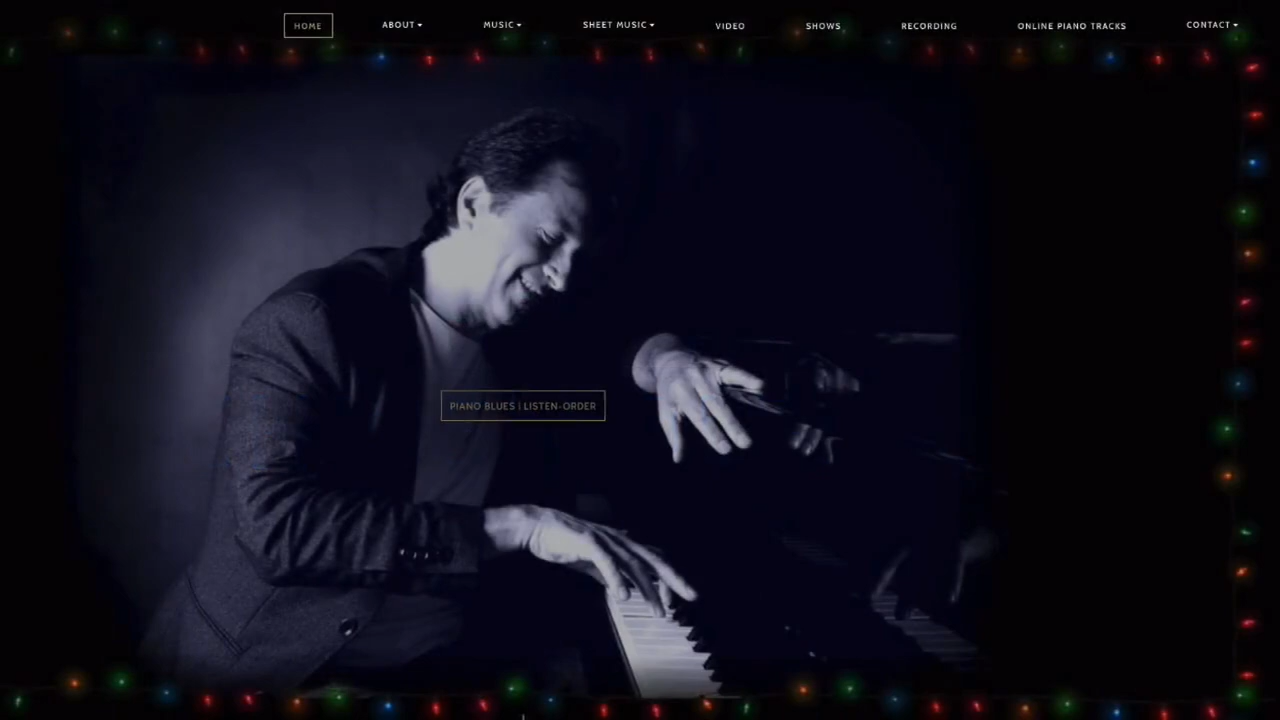 HOME ABOUT MUSIC SHEET MUSIC VIDEO SHOWS RECORDING ONLINE PIANO TRACKS CONTACT
PIANO BLUES | LISTEN-ORDER